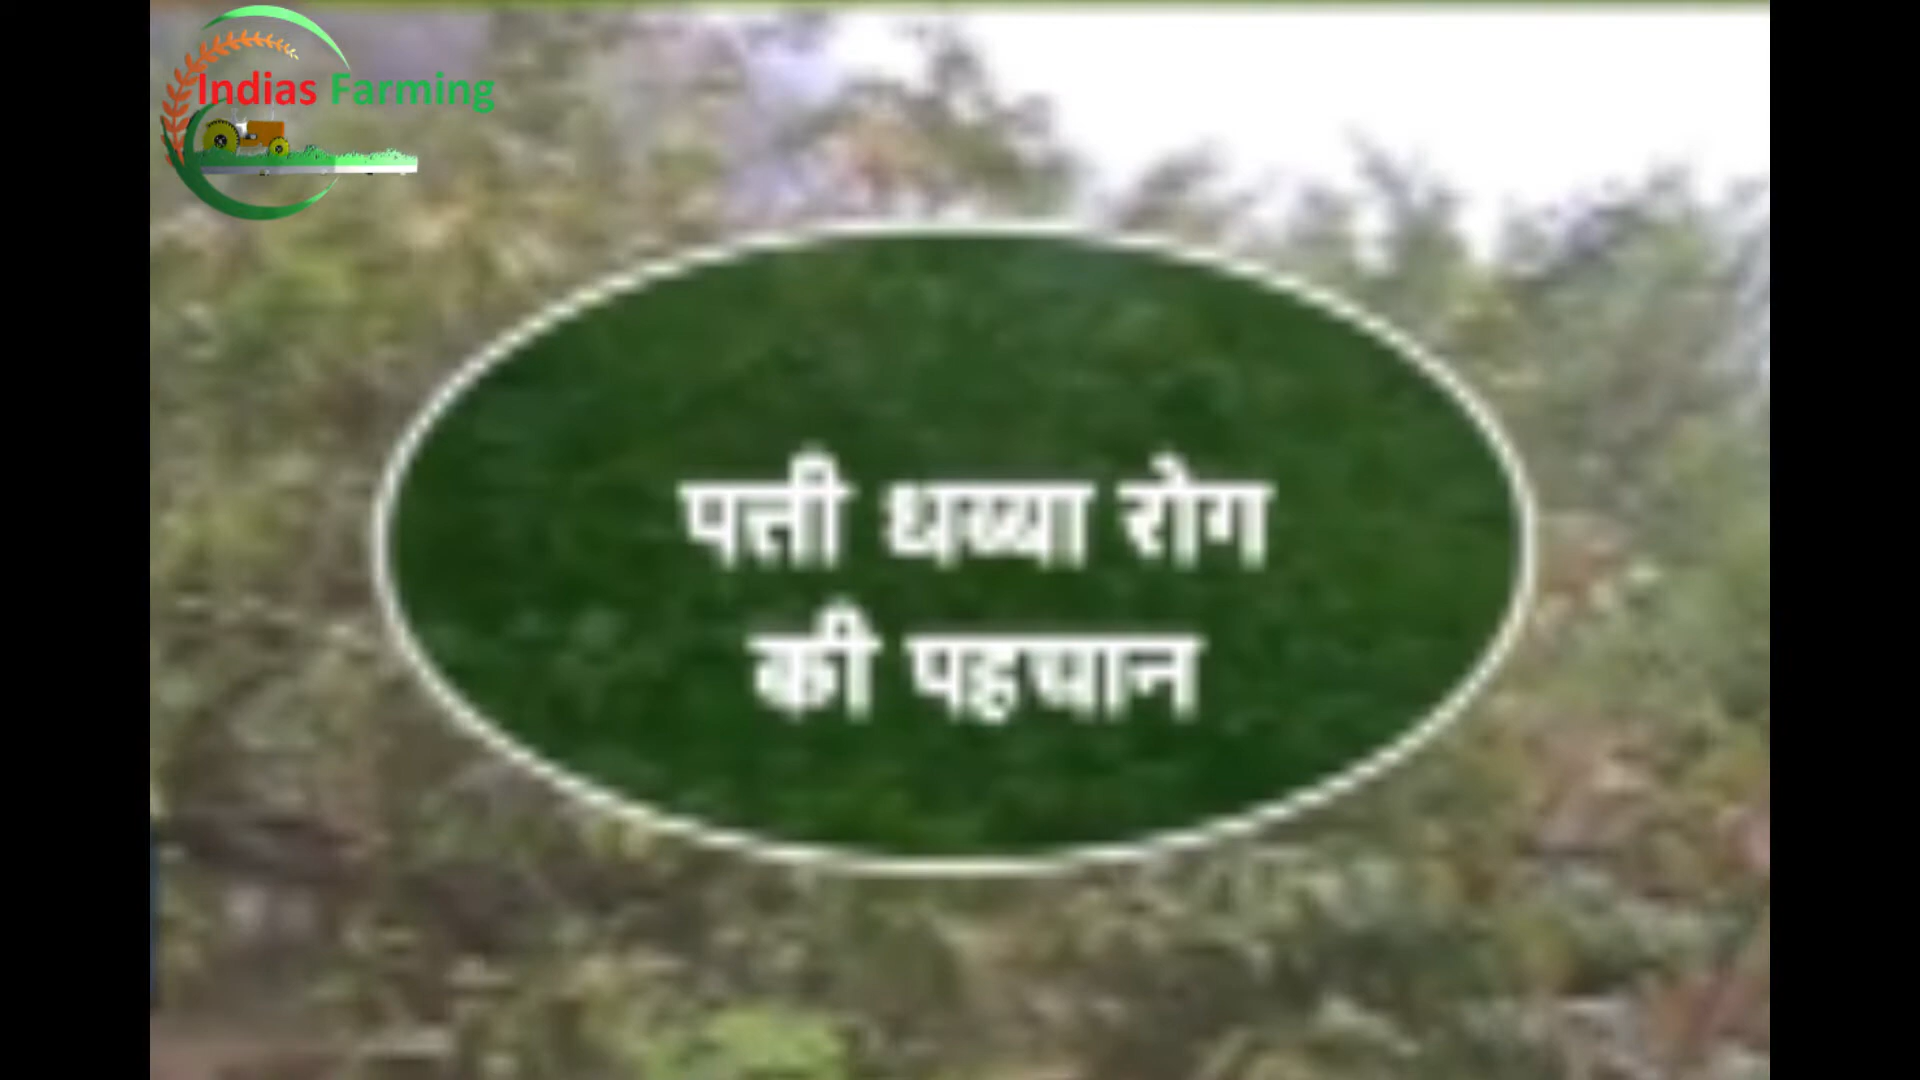 Indias Farming
पत्ती धब्बा रोग
की पहचान